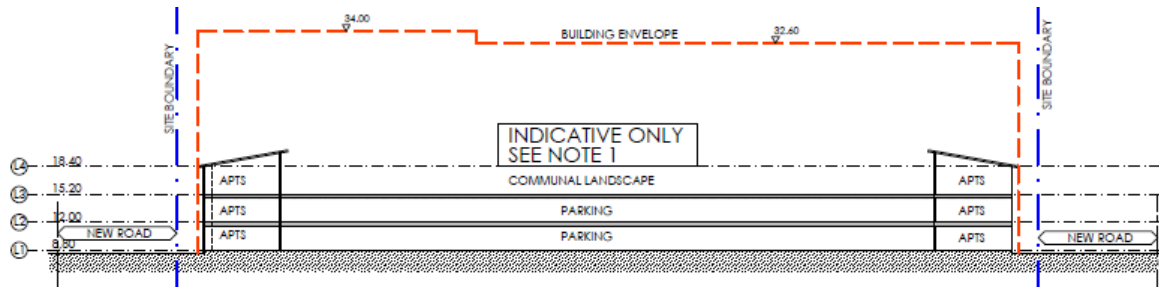 34.00
BUILDING ENVELOPE
32.60
SITE BOUNDARY
SITE BOUNDARY
INDICATIVE ONLY
SEE NOTE 1
L4 18.40
APTS COMMUNAL LANDSCAPE APTS
L3 15.20
APTS PARKING APTS
L2 12.00
NEW ROAD APTS PARKING APTS NEW ROAD
L1 8.80